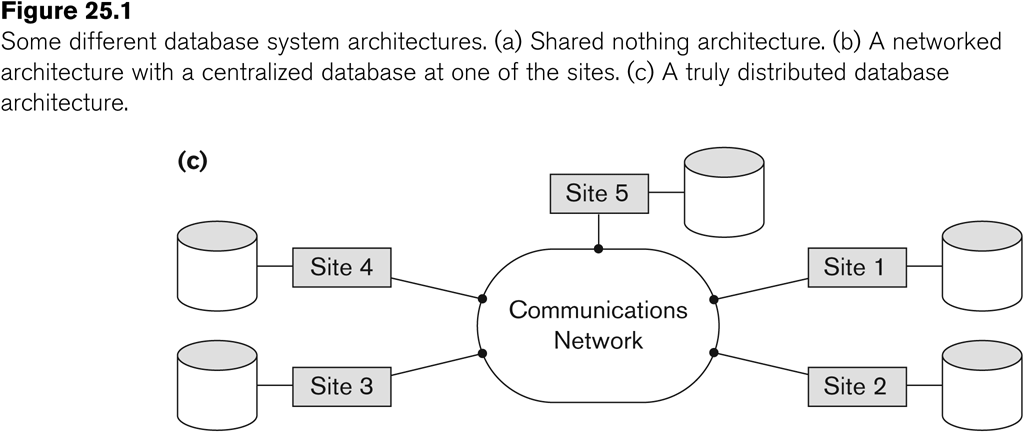 Figure 25.1
Some different database system architectures. (a) Shared nothing architecture. (b) A networked
architecture with a centralized database at one of the sites. (c) A truly distributed database
architecture.
(c)
Site 5
Site 4
Site 1
Communications
Network
Site 3
Site 2